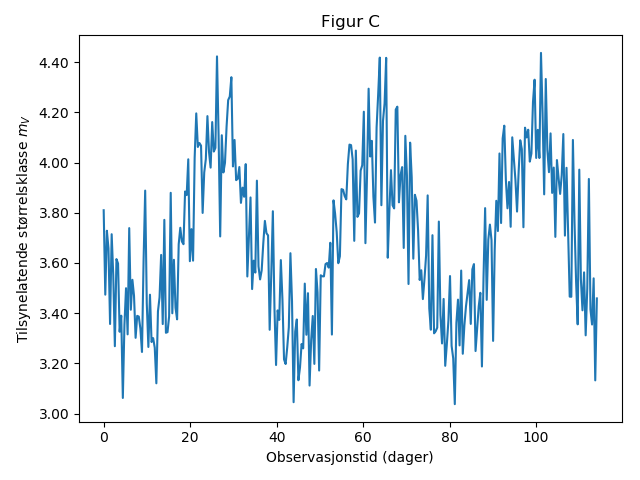 Figur C
4.40
4.20
4.00
3.80
3.60
3.40
3.20
3.00
Tilsynelatende størrelsklasse m_V
0 20 40 60 80 100
Observasjonstid (dager)